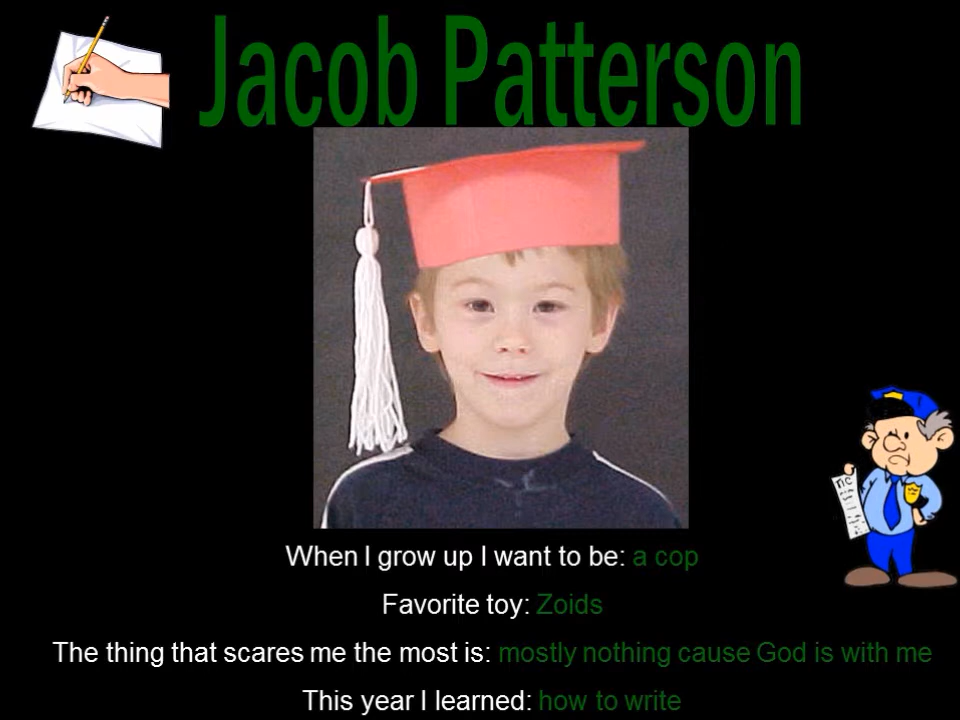 Jacob Patterson
When I grow up I want to be: a cop
Favorite toy: Zoids
The thing that scares me the most is: mostly nothing cause God is with me
This year I learned: how to write